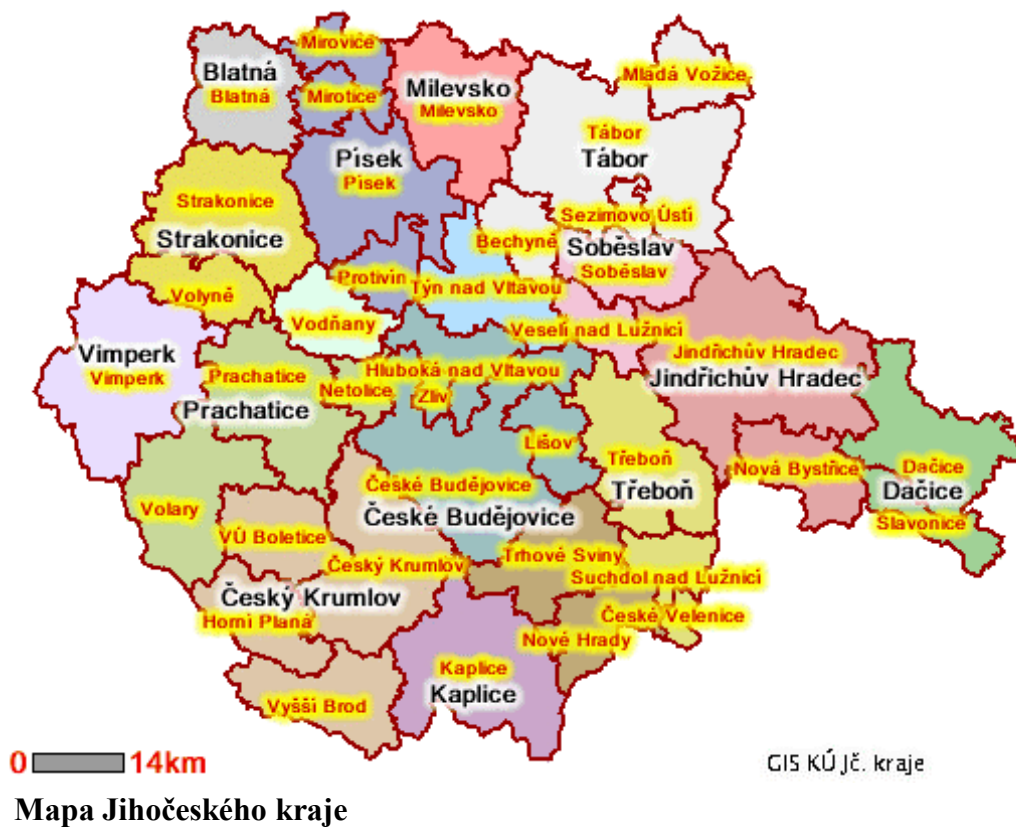 Mirovice
Blatná
Blatná
Mirotice
Milevsko
Milevsko
Mladá Vožice
Tábor
Tábor
Písek
Písek
Strakonice
Strakonice
Sezimovo Ústí
Bechyně
Soběslav
Soběslav
Volyně
Protivín
Týn nad Vltavou
Vodňany
Veselí nad Lužnicí
Vimperk
Vimperk
Prachatice
Prachatice
Netolice
Hluboká nad Vltavou
Zliv
Jindřichův Hradec
Jindřichův Hradec
Lišov
Třeboň
Třeboň
Nová Bystřice
Dačice
Dačice
Slavonice
České Budějovice
České Budějovice
Volary
VÚ Boletice
Český Krumlov
Český Krumlov
Trhové Sviny
Suchdol nad Lužnicí
České Velenice
Horní Planá
Nové Hrady
Kaplice
Kaplice
Vyšší Brod
0 14km
GIS KÚ Jč. kraje
Mapa Jihočeského kraje